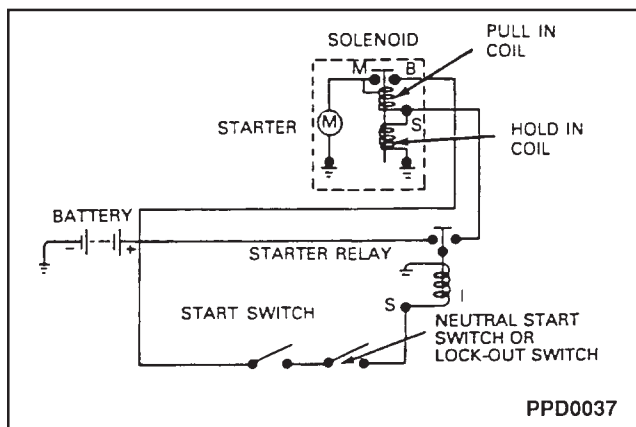 PULL IN
COIL
SOLENOID
M B
M
S
STARTER
HOLD IN
COIL
BATTERY
- +
STARTER RELAY
START SWITCH
S I
NEUTRAL START
SWITCH OR
LOCK-OUT SWITCH
PPD0037